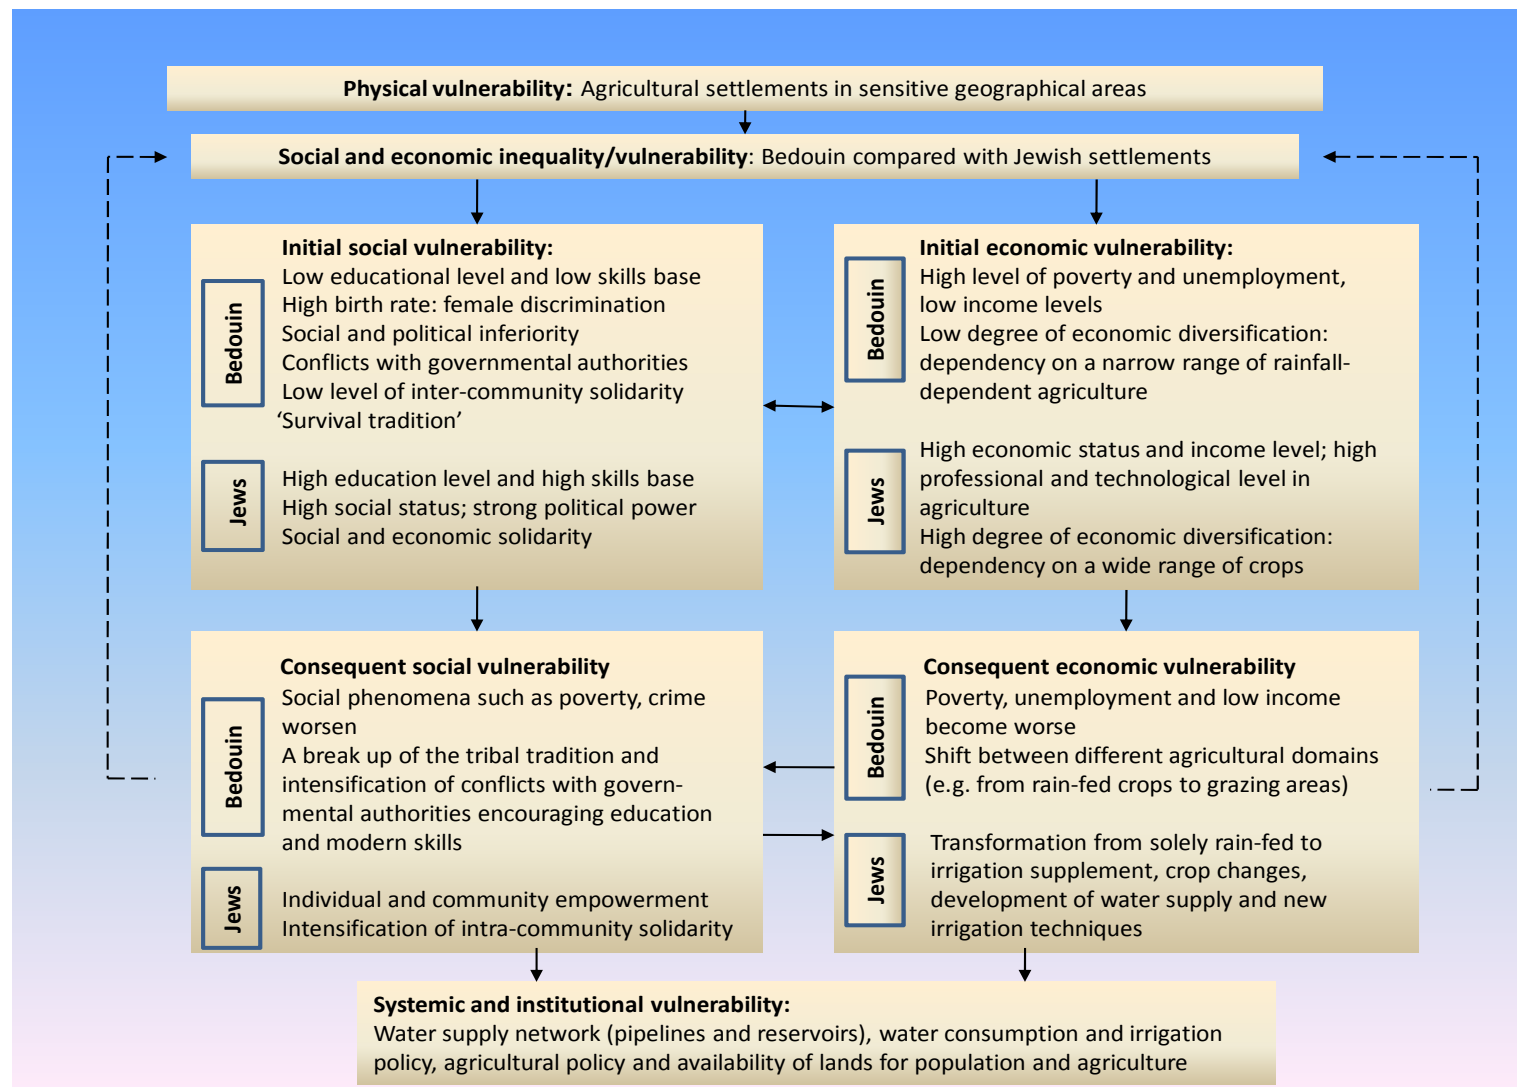 Physical vulnerability: Agricultural settlements in sensitive geographical areas
Social and economic inequality/vulnerability: Bedouin compared with Jewish settlements
Initial social vulnerability:
Bedouin
Low educational level and low skills base
High birth rate: female discrimination
Social and political inferiority
Conflicts with governmental authorities
Low level of inter-community solidarity
‘Survival tradition’
Jews
High education level and high skills base
High social status; strong political power
Social and economic solidarity
Initial economic vulnerability:
Bedouin
High level of poverty and unemployment,
low income levels
Low degree of economic diversification:
dependency on a narrow range of rainfall-
dependent agriculture
Jews
High economic status and income level; high
professional and technological level in
agriculture
High degree of economic diversification:
dependency on a wide range of crops
Consequent social vulnerability
Bedouin
Social phenomena such as poverty, crime
worsen
A break up of the tribal tradition and
intensification of conflicts with govern-
mental authorities encouraging education
and modern skills
Jews
Individual and community empowerment
Intensification of intra-community solidarity
Consequent economic vulnerability
Bedouin
Poverty, unemployment and low income
become worse
Shift between different agricultural domains
(e.g. from rain-fed crops to grazing areas)
Jews
Transformation from solely rain-fed to
irrigation supplement, crop changes,
development of water supply and new
irrigation techniques
Systemic and institutional vulnerability:
Water supply network (pipelines and reservoirs), water consumption and irrigation
policy, agricultural policy and availability of lands for population and agriculture